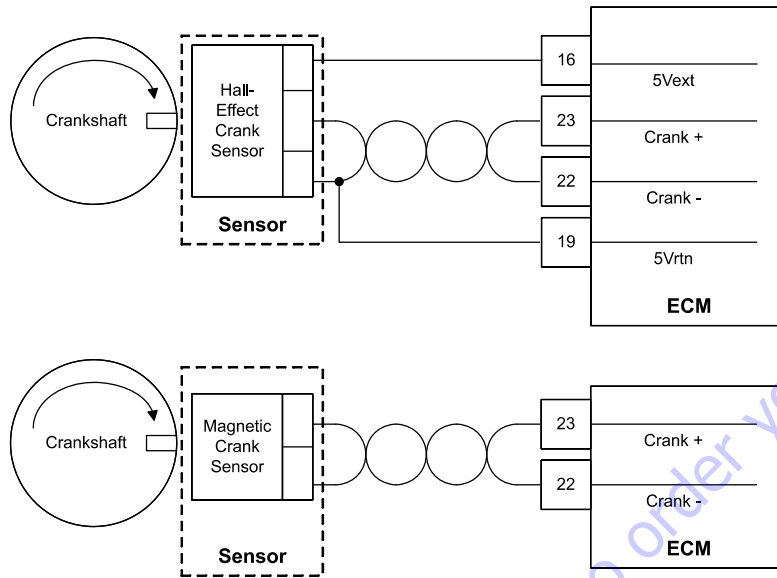 Crankshaft
Hall-
Effect
Crank
Sensor
Sensor
16
5Vext
23
Crank +
22
Crank -
19
5Vrtn
ECM
Crankshaft
Magnetic
Crank
Sensor
Sensor
23
Crank +
22
Crank -
ECM
o order